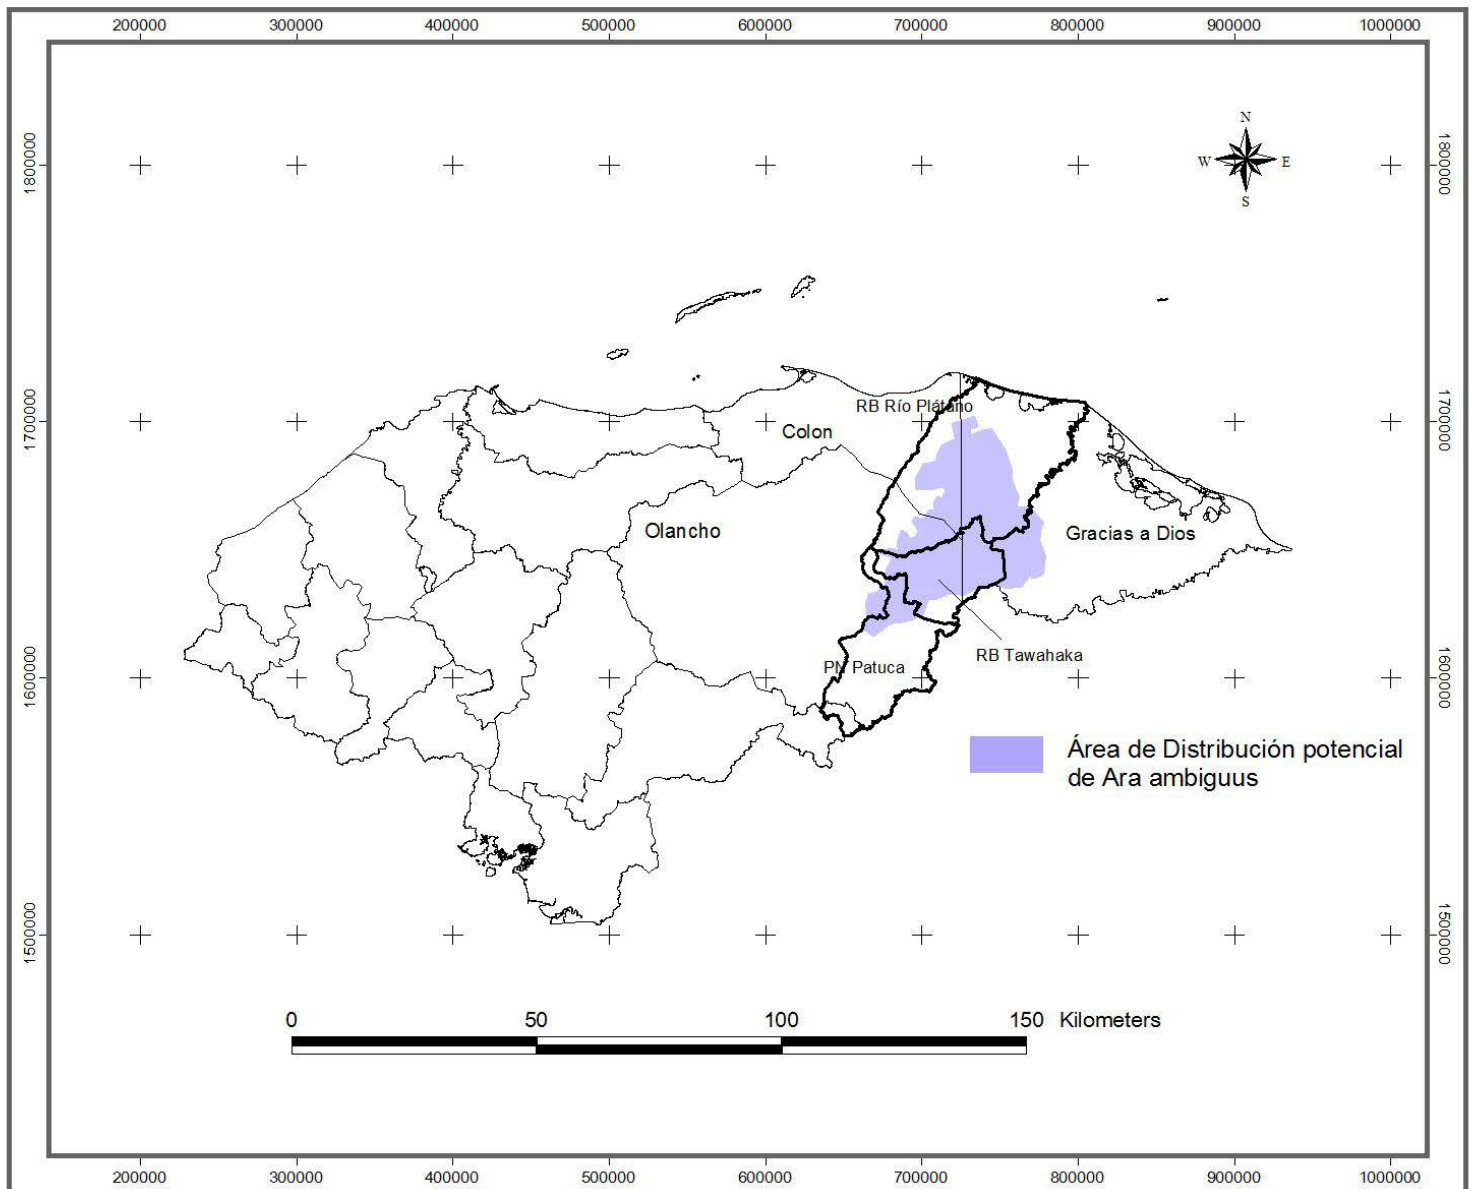 200000 300000 400000 500000 600000 700000 800000 900000 1000000
N
W E
S
1800000 1800000
RB Río Plátano
1700000 1700000
Colon
Olancho
Gracias a Dios
RB Tawahaka
PN Patuca
1600000 1600000
Área de Distribución potencial
de Ara ambiguus
1500000 1500000
0 50 100 150 Kilometers
200000 300000 400000 500000 600000 700000 800000 900000 1000000